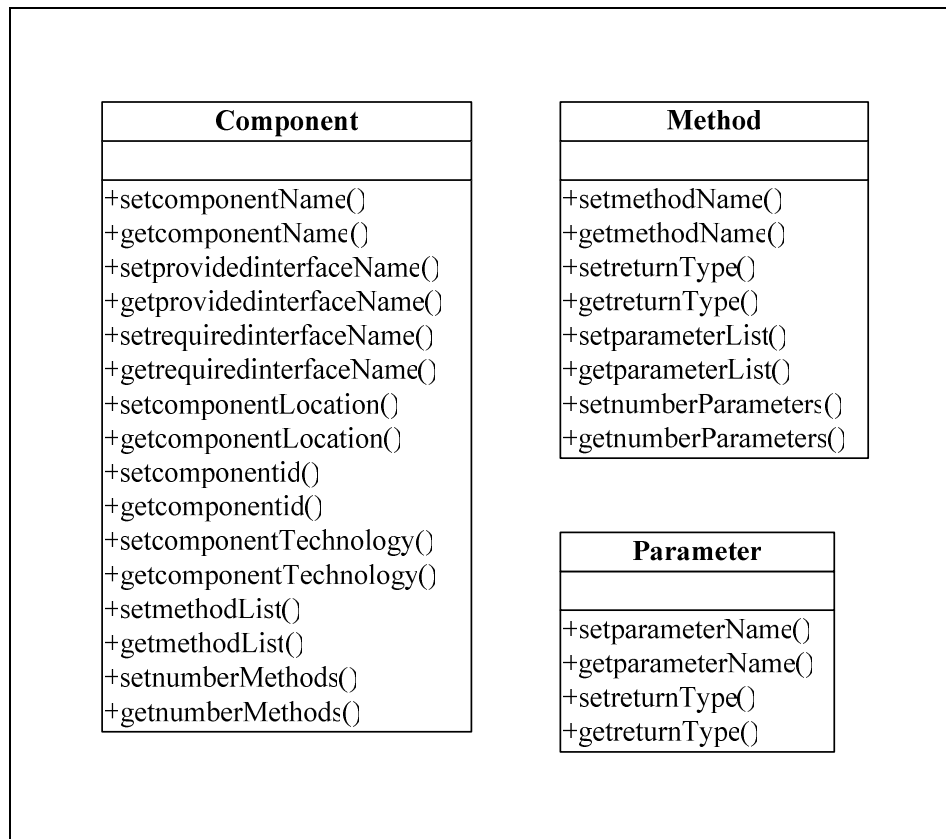 Component
+setcomponentName()
+getcomponentName()
+setprovidedinterfaceName()
+getprovidedinterfaceName()
+setrequiredinterfaceName()
+getrequiredinterfaceName()
+setcomponentLocation()
+getcomponentLocation()
+setcomponentid()
+getcomponentid()
+setcomponentTechnology()
+getcomponentTechnology()
+setmethodList()
+getmethodList()
+setnumberMethods()
+getnumberMethods()
Method
+setmethodName()
+getmethodName()
+setreturnType()
+getreturnType()
+setparameterList()
+getparameterList()
+setnumberParameters()
+getnumberParameters()
Parameter
+setparameterName()
+getparameterName()
+setreturnType()
+getreturnType()